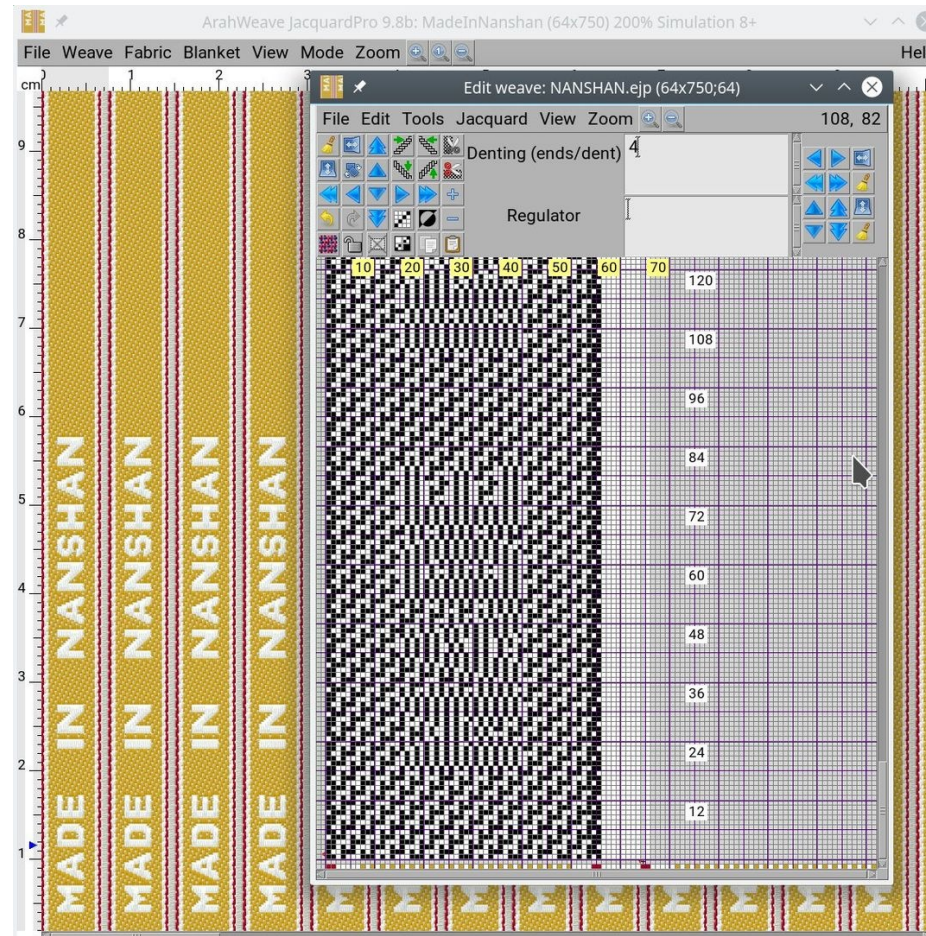 ArahWeave JacquardPro 9.8b: MadeInNanshan (64x750) 200% Simulation 8+
File Weave Fabric Blanket View Mode Zoom Hel
cm 1 2 3
Edit weave: NANSHAN.ejp (64x750;64)
File Edit Tools Jacquard View Zoom 108, 82
Denting (ends/dent) 4
Regulator
10 20 30 40 50 60 70
120
108
96
84
72
60
48
36
24
12
9
8
7
6
5
4
3
2
1
MADE IN NANSHAN
MADE IN NANSHAN
MADE IN NANSHAN
MADE IN NANSHAN